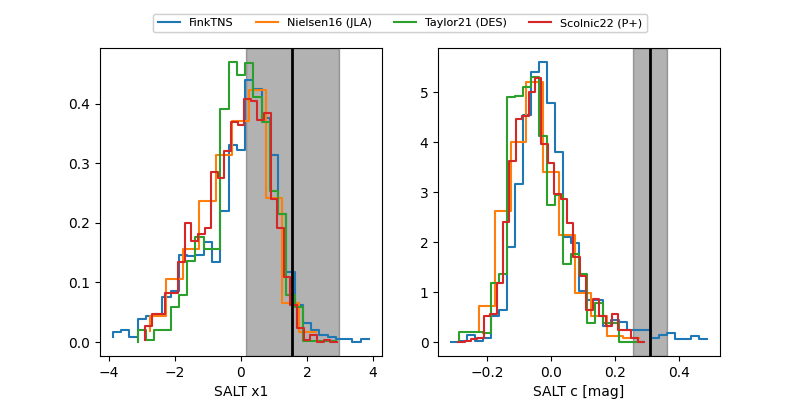 FinkTNS Nielsen16 (JLA) Taylor21 (DES) Scolnic22 (P+)
0.4
0.3
0.2
0.1
0.0
−4 −2 0 2 4
SALT x1
5
4
3
2
1
0
−0.2 0.0 0.2 0.4
SALT c [mag]